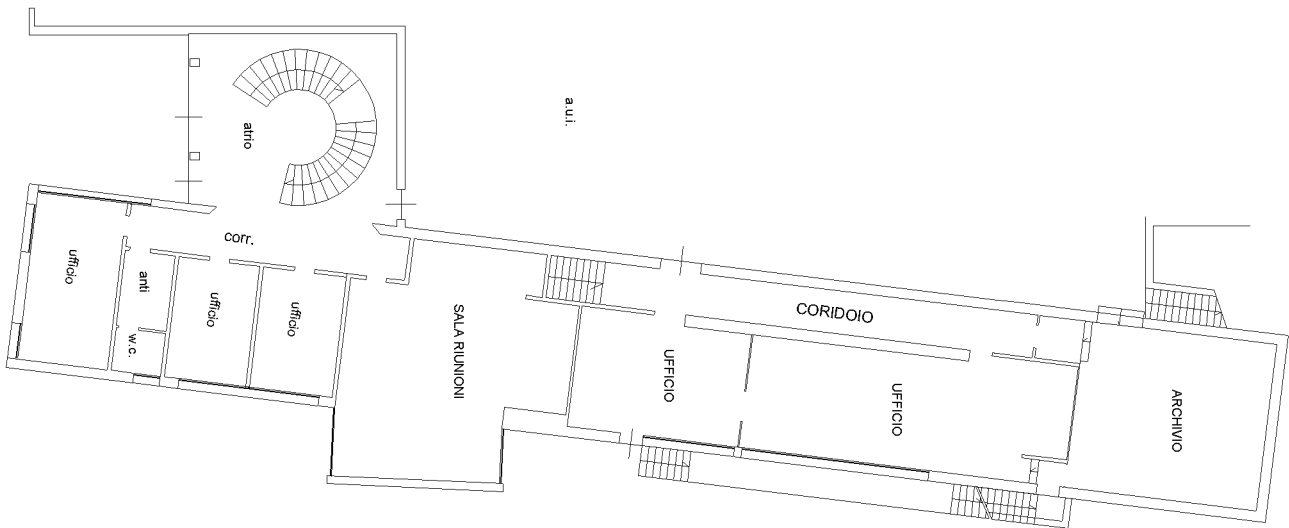 a.u.i.
atrio
corr.
ufficio
anti
ufficio
ufficio
w.c.
SALA RIUNIONI
CORIDOIO
UFFICIO
UFFICIO
ARCHIVIO